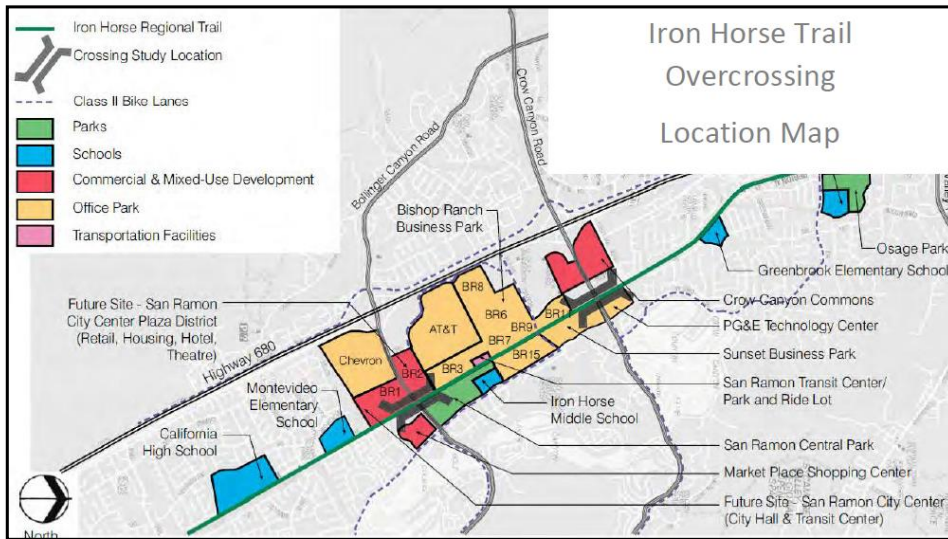 Iron Horse Regional Trail
Crossing Study Location
Class II Bike Lanes
Parks
Schools
Commercial & Mixed-Use Development
Office Park
Transportation Facilities
Iron Horse Trail
Overcrossing
Location Map
Bollinger Canyon Road
Crow Canyon Road
Highway 680
Bishop Ranch
Business Park
Osage Park
Greenbrook Elementary School
Crow Canyon Commons
PG&E Technology Center
Sunset Business Park
San Ramon Transit Center/
Park and Ride Lot
San Ramon Central Park
Market Place Shopping Center
Future Site - San Ramon City Center
(City Hall & Transit Center)
Future Site - San Ramon
City Center Plaza District
(Retail, Housing, Hotel,
Theatre)
Montevideo
Elementary
School
California
High School
Iron Horse
Middle School
Chevron
AT&T
BR8
BR6
BR9
BR7
BR15
BR1
BR2
BR3
BR1
North